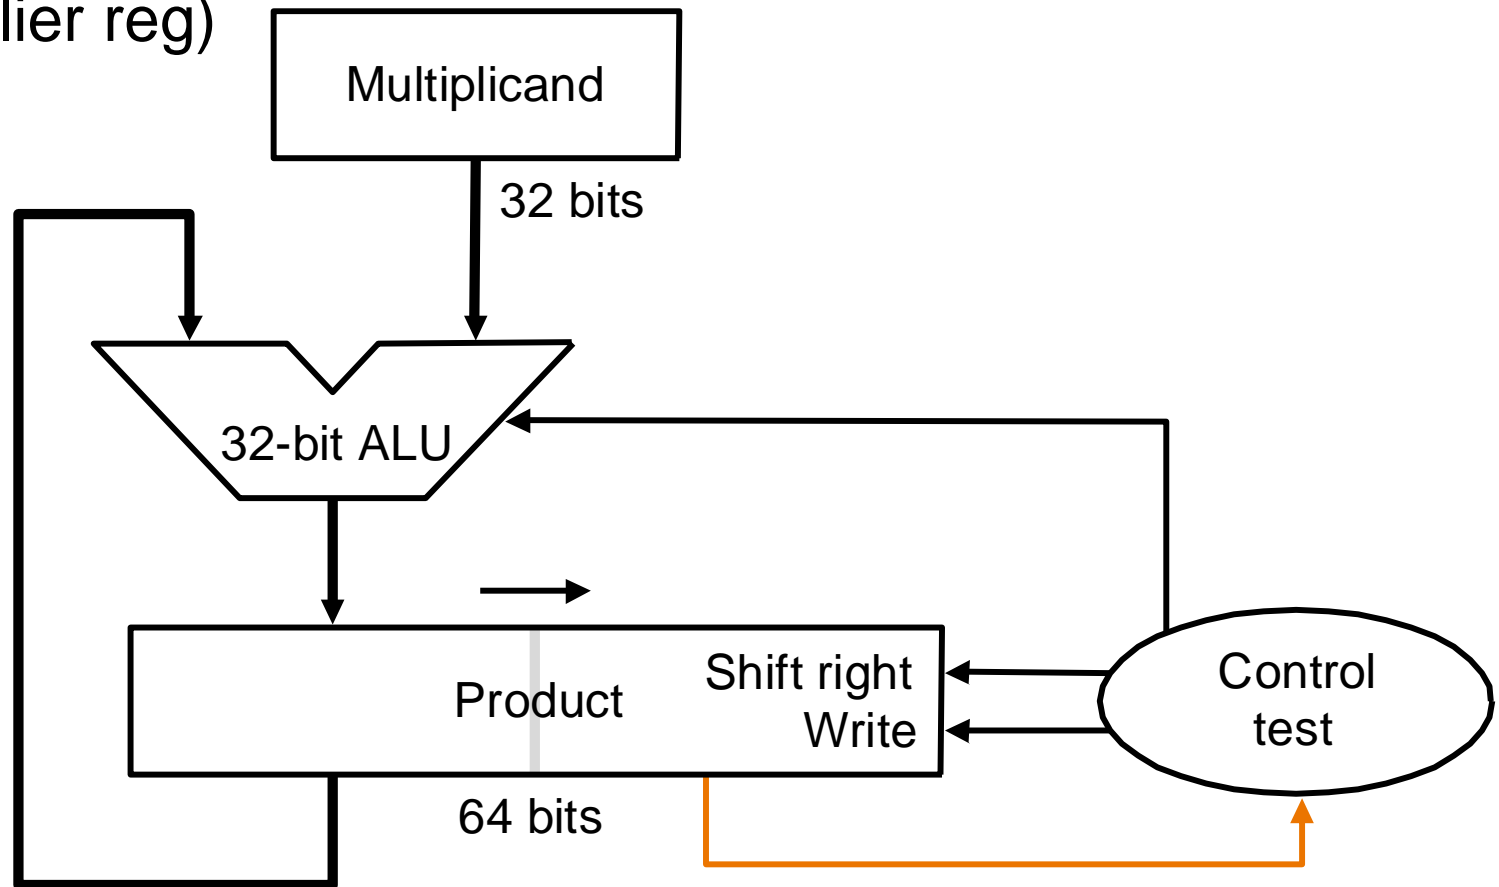 lier reg)
Multiplicand
32 bits
32-bit ALU
Product
Shift right
Write
64 bits
Control
test